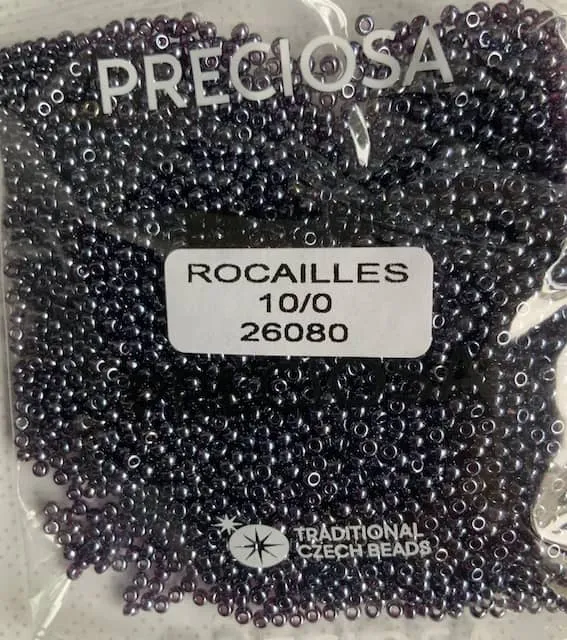 PRECIOSA
ROCAILLES
10/0
26080
TRADITIONAL
CZECH BEADS